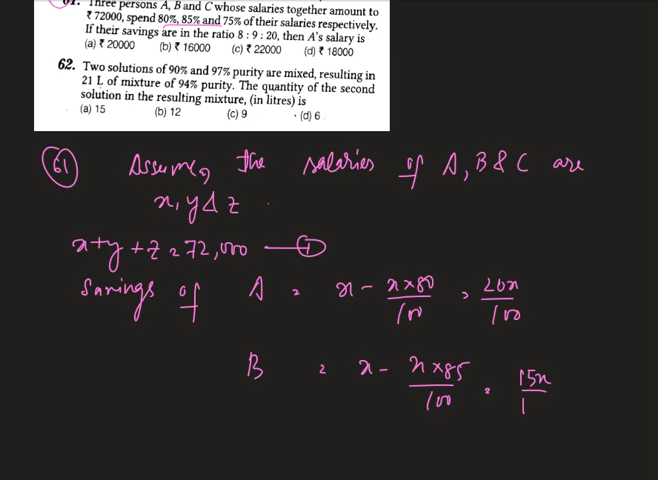 61. Three persons A, B and C whose salaries together amount to
₹ 72000, spend 80%, 85% and 75% of their salaries respectively.
If their savings are in the ratio 8 : 9 : 20, then A's salary is
(a) ₹ 20000 (b) ₹ 16000 (c) ₹ 22000 (d) ₹ 18000
62. Two solutions of 90% and 97% purity are mixed, resulting in
21 L of mixture of 94% purity. The quantity of the second
solution in the resulting mixture, (in litres) is
(a) 15 (b) 12 (c) 9 (d) 6
61 Assume, the salaries of A, B & C are
x, y & z
x+y+z = 72,000 — I
Savings of A = x - x×80/100 = 20x/100
B = x - x×85/100 = 15x/1